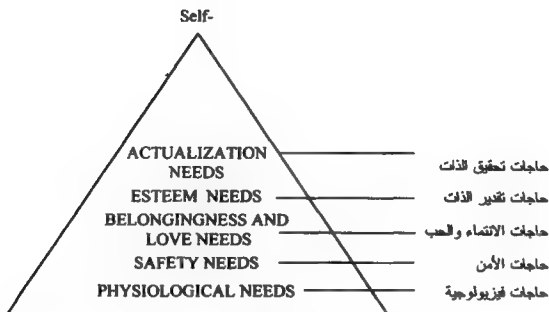 Self-
ACTUALIZATION
NEEDS
حاجات تحقيق الذات
ESTEEM NEEDS
حاجات تقدير الذات
BELONGINGNESS AND
LOVE NEEDS
حاجات الانتماء والحب
SAFETY NEEDS
حاجات الأمن
PHYSIOLOGICAL NEEDS
حاجات فيزيولوجية